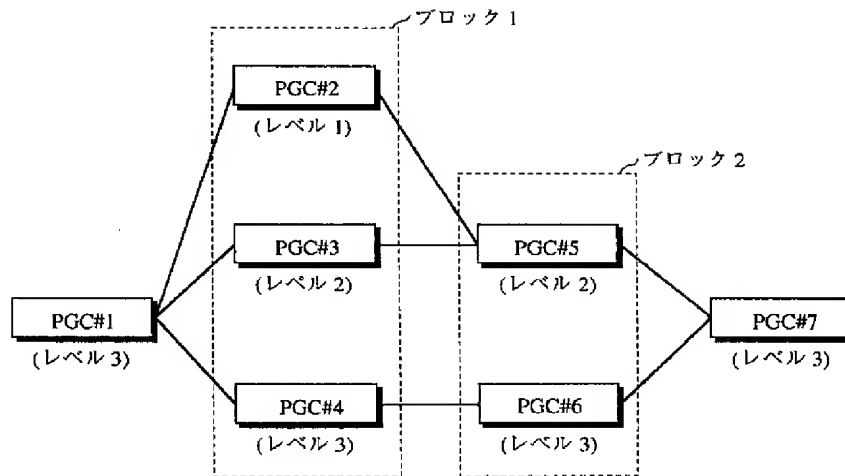 ブロック 1
PGC#2
(レベル 1)
ブロック 2
PGC#3
(レベル 2)
PGC#5
(レベル 2)
PGC#1
(レベル 3)
PGC#7
(レベル 3)
PGC#4
(レベル 3)
PGC#6
(レベル 3)